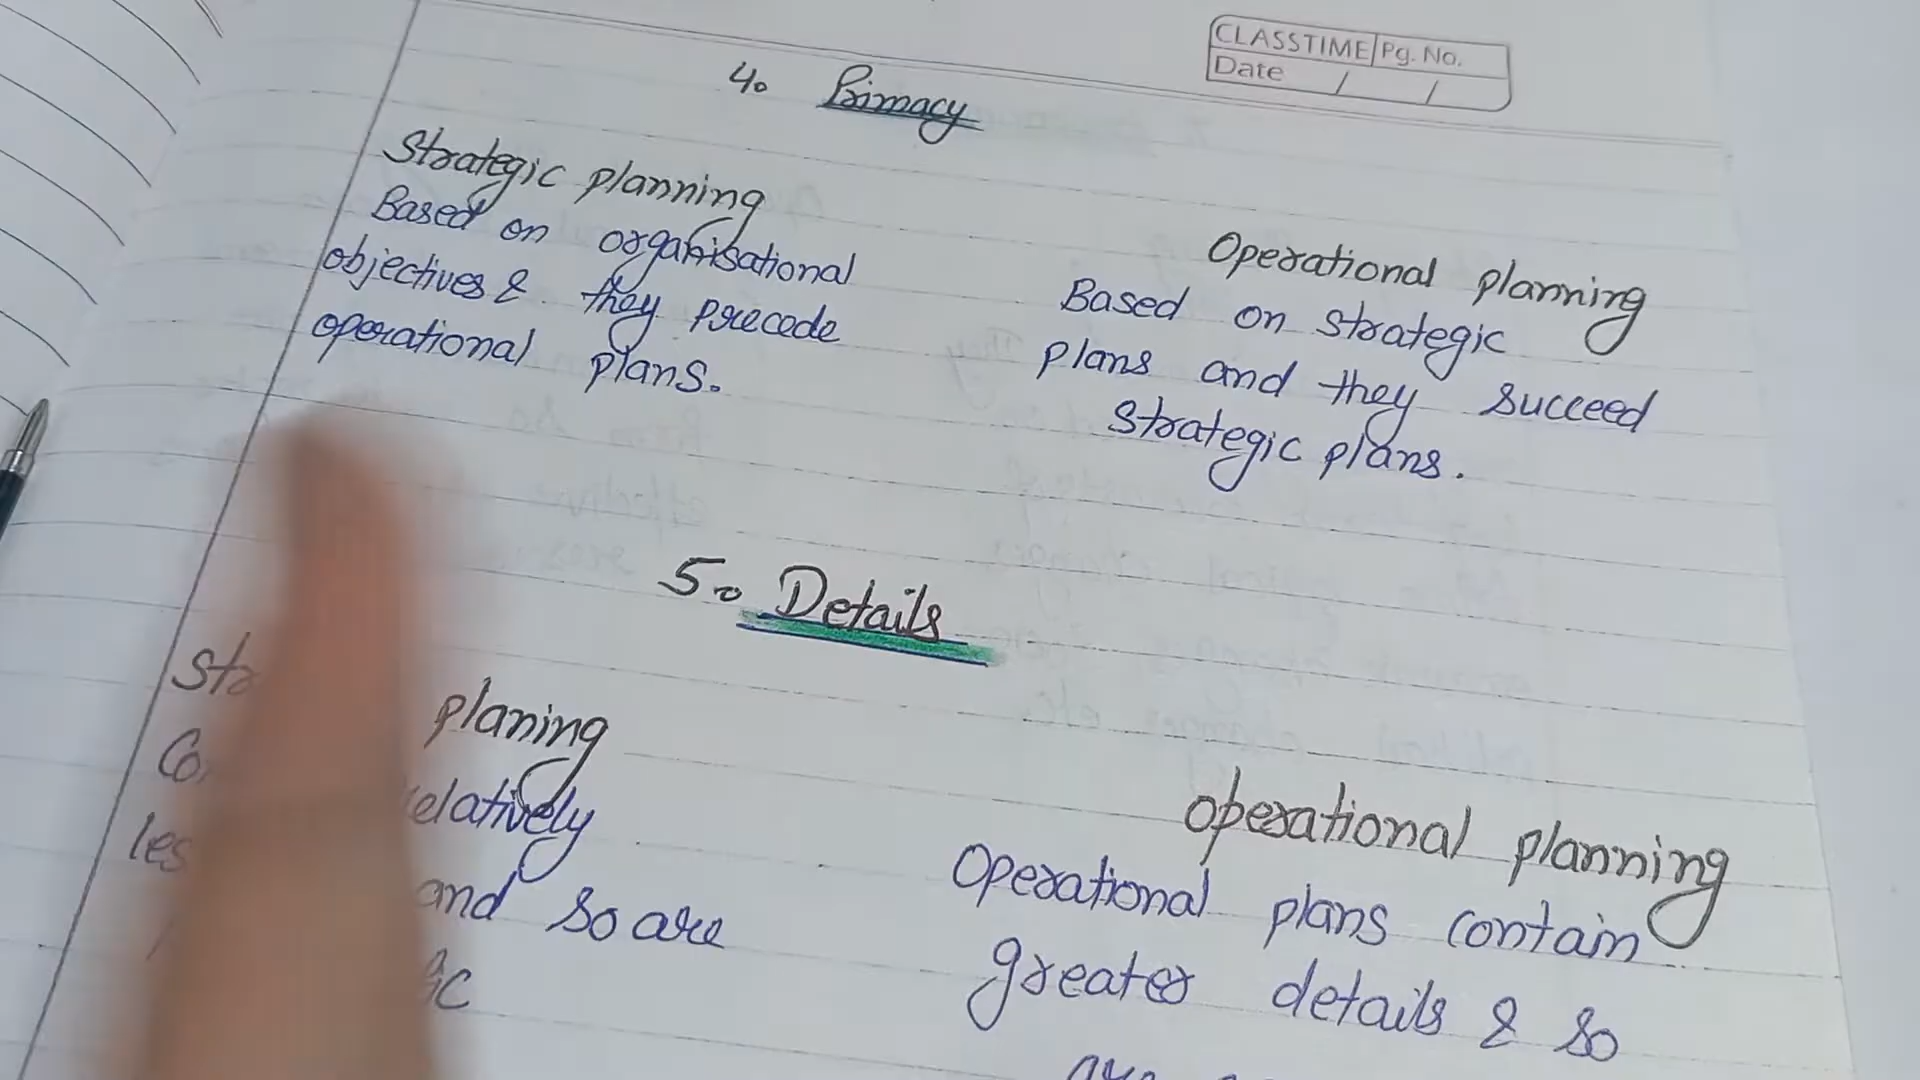 CLASSTIME Pg. No.
Date / /
4. Primacy
Strategic planning
Based on organisational
objectives & they precede
operational plans.
Operational planning
Based on strategic
plans and they succeed
strategic plans.
5. Details
planing
and so are
operational planning
Operational plans contain
greater details & so